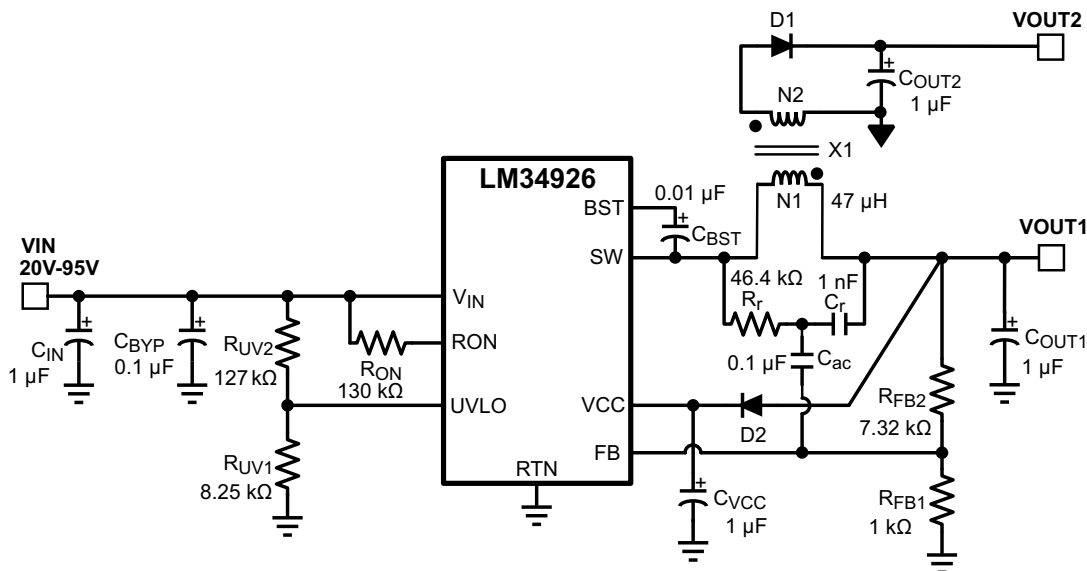 D1
VOUT2
+
COUT2
1 µF
N2
X1
LM34926
0.01 µF
N1
47 µH
BST
+
CBST
VOUT1
VIN
20V-95V
SW
46.4 kΩ
1 nF
VIN
Rr
Cr
+
CIN
1 µF
+
CBYP
0.1 µF
RUV2
127 kΩ
RON
RON
130 kΩ
0.1 µF
Cac
+
COUT1
1 µF
UVLO
VCC
D2
RFB2
7.32 kΩ
FB
RUV1
8.25 kΩ
RTN
+
CVCC
1 µF
RFB1
1 kΩ